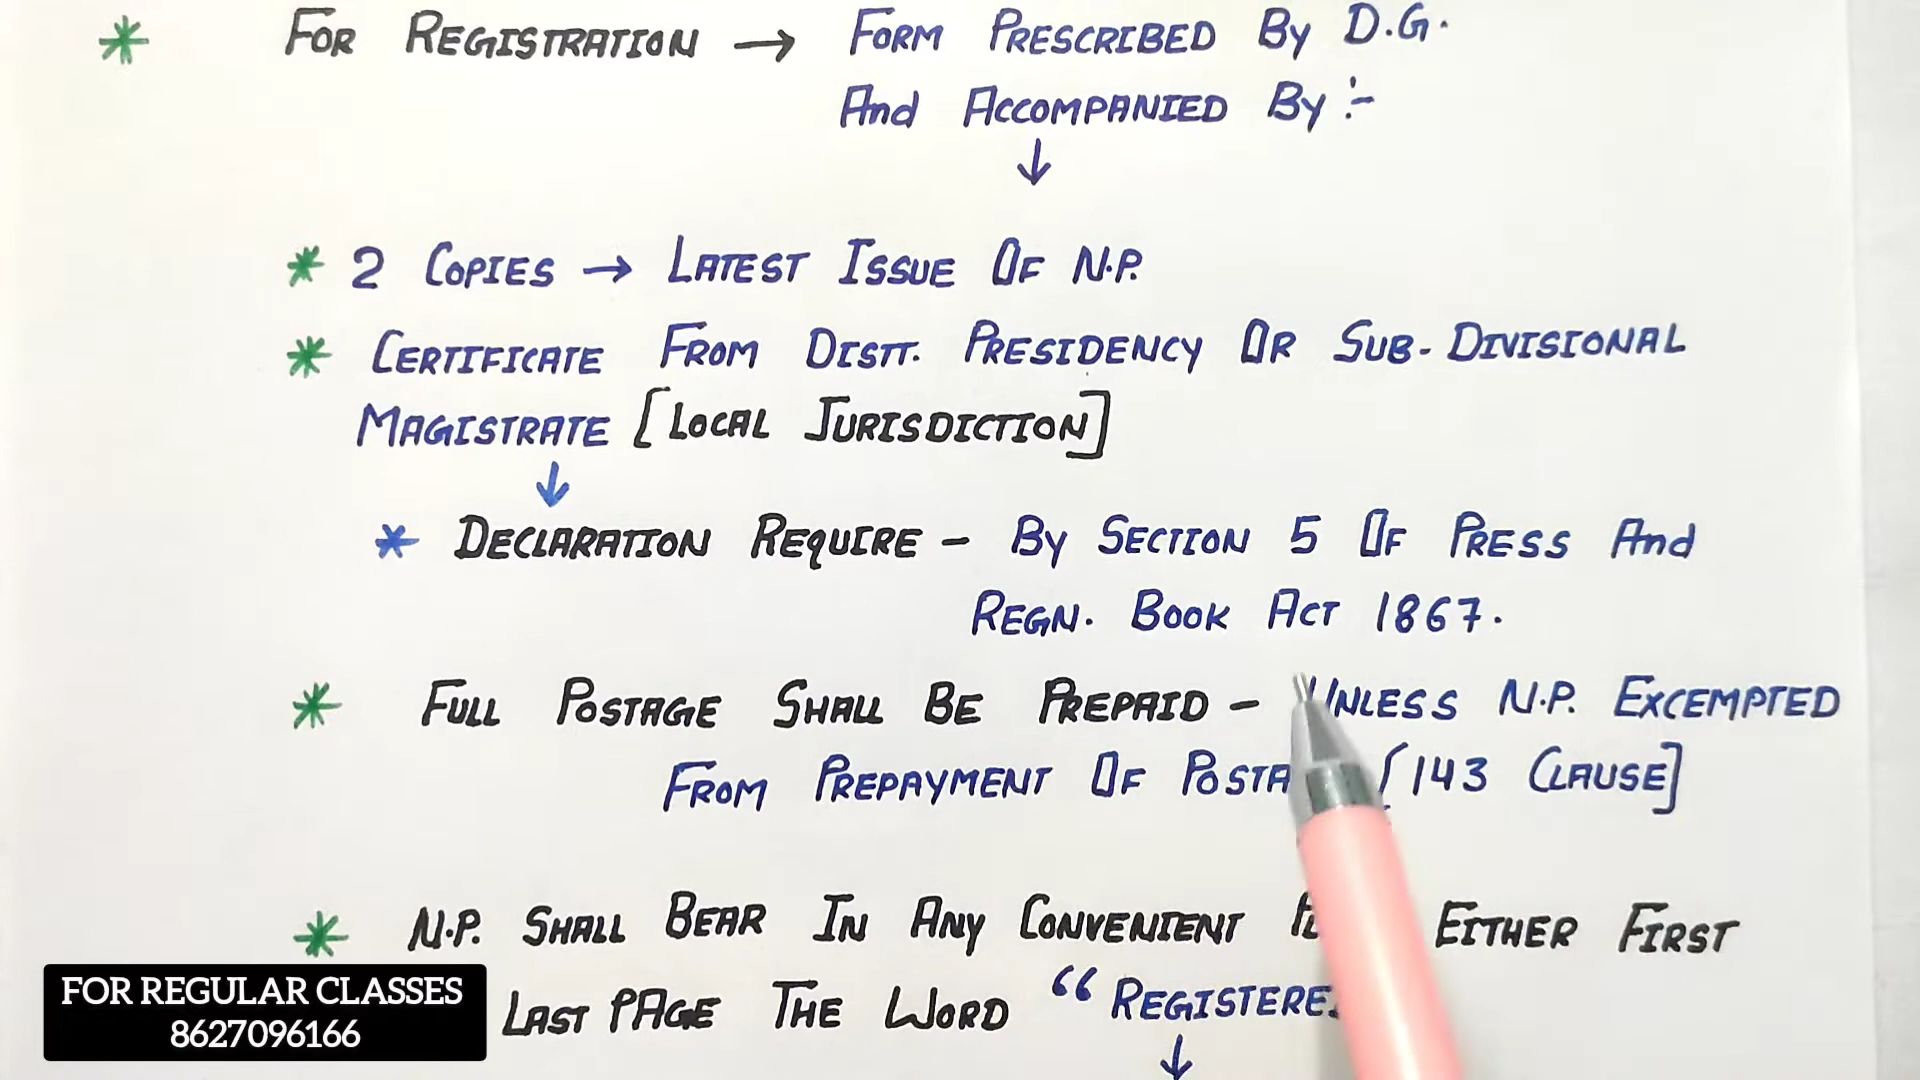 * FOR REGISTRATION → FORM PRESCRIBED BY D.G.
And ACCOMPANIED BY :-
↓
* 2 COPIES → LATEST ISSUE OF N.P.
* CERTIFICATE FROM DISTT. PRESIDENCY OR SUB-DIVISIONAL
MAGISTRATE [LOCAL JURISDICTION]
↓
* DECLARATION REQUIRE - BY SECTION 5 OF PRESS And
REGN. BOOK ACT 1867.
* FULL POSTAGE SHALL BE PREPAID - UNLESS N.P. EXCEMPTED
FROM PREPAYMENT OF [143 CLAUSE]
* N.P. SHALL BEAR IN ANY CONVENIENT EITHER FIRST
LAST PAGE THE WORD “
↓
FOR REGULAR CLASSES
8627096166